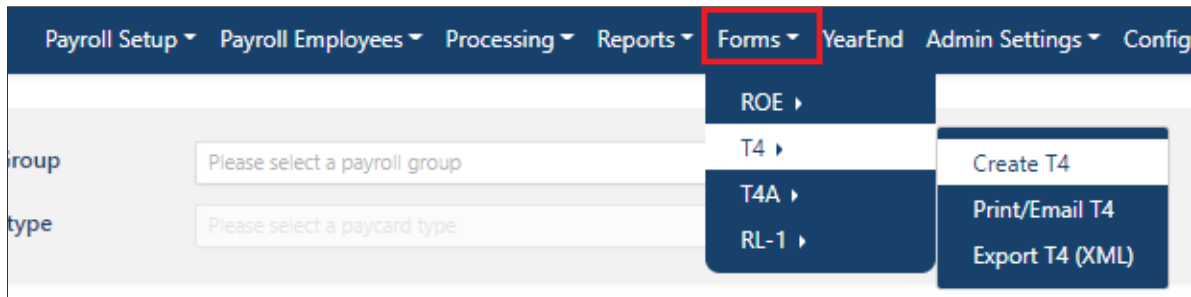 Payroll Setup Payroll Employees Processing Reports Forms YearEnd Admin Settings Config
ROE
Group Please select a payroll group
T4
Create T4
T4A
Print/Email T4
type Please select a paycard type
RL-1
Export T4 (XML)